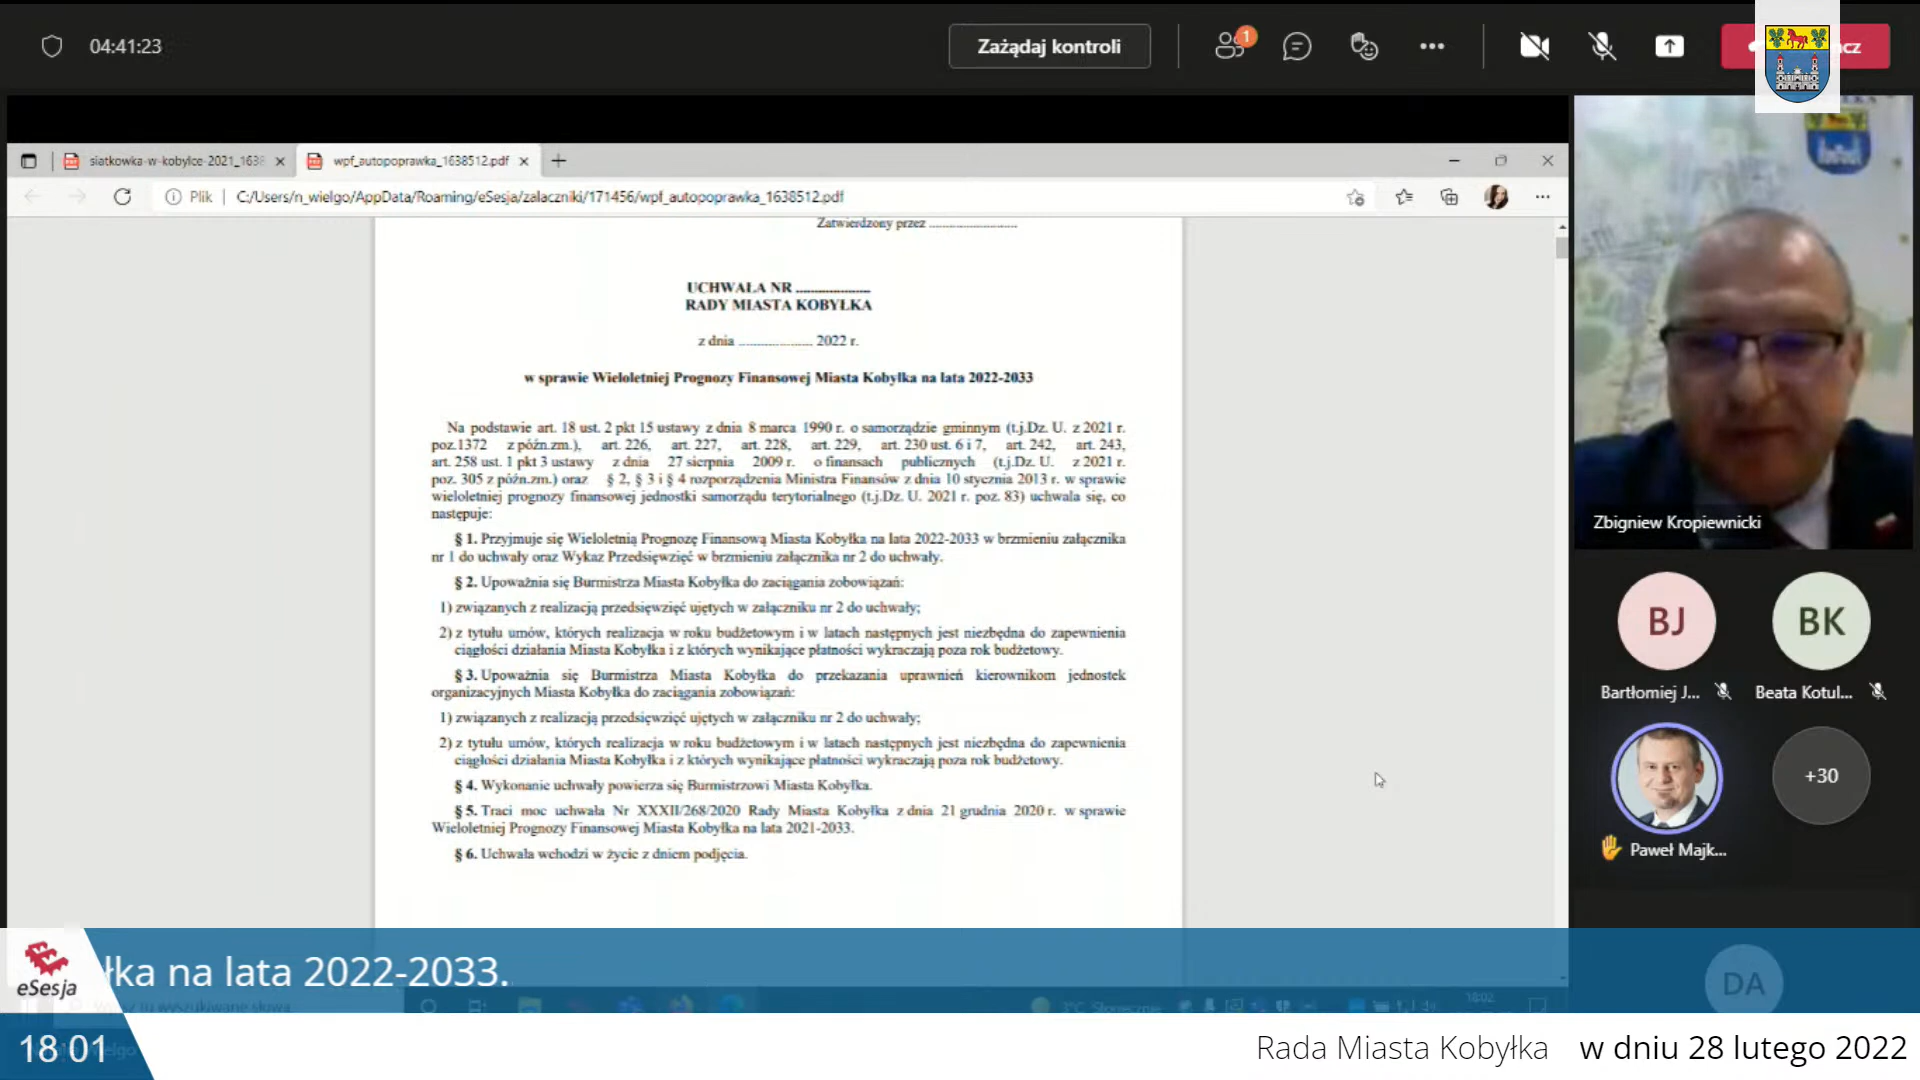 04:41:23
Zażądaj kontroli
1
cz
siatkowka-w-kobylce-2021_1638
wpf_autopoprawka_1638512.pdf
Plik
C:/Users/n_wielgo/AppData/Roaming/eSesja/zalaczniki/171456/wpf_autopoprawka_1638512.pdf
Zatwierdzony przez ........................
UCHWAŁA NR ....................
RADY MIASTA KOBYŁKA
z dnia .................... 2022 r.
w sprawie Wieloletniej Prognozy Finansowej Miasta Kobyłka na lata 2022-2033
Na podstawie art. 18 ust. 2 pkt 15 ustawy z dnia 8 marca 1990 r. o samorządzie gminnym (t.j.Dz. U. z 2021 r.
poz.1372 z późn.zm.), art. 226, art. 227, art. 228, art. 229, art. 230 ust. 6 i 7, art. 242, art. 243,
art. 258 ust. 1 pkt 3 ustawy z dnia 27 sierpnia 2009 r. o finansach publicznych (t.j.Dz. U. z 2021 r.
poz. 305 z późn.zm.) oraz § 2, § 3 i § 4 rozporządzenia Ministra Finansów z dnia 10 stycznia 2013 r. w sprawie
wieloletniej prognozy finansowej jednostki samorządu terytorialnego (t.j.Dz. U. 2021 r. poz. 83) uchwala się, co
następuje:
§ 1. Przyjmuje się Wieloletnią Prognozę Finansową Miasta Kobyłka na lata 2022-2033 w brzmieniu załącznika
nr 1 do uchwały oraz Wykaz Przedsięwzięć w brzmieniu załącznika nr 2 do uchwały.
§ 2. Upoważnia się Burmistrza Miasta Kobyłka do zaciągania zobowiązań:
1) związanych z realizacją przedsięwzięć ujętych w załączniku nr 2 do uchwały;
2) z tytułu umów, których realizacja w roku budżetowym i w latach następnych jest niezbędna do zapewnienia
ciągłości działania Miasta Kobyłka i z których wynikające płatności wykraczają poza rok budżetowy.
§ 3. Upoważnia się Burmistrza Miasta Kobyłka do przekazania uprawnień kierownikom jednostek
organizacyjnych Miasta Kobyłka do zaciągania zobowiązań:
1) związanych z realizacją przedsięwzięć ujętych w załączniku nr 2 do uchwały;
2) z tytułu umów, których realizacja w roku budżetowym i w latach następnych jest niezbędna do zapewnienia
ciągłości działania Miasta Kobyłka i z których wynikające płatności wykraczają poza rok budżetowy.
§ 4. Wykonanie uchwały powierza się Burmistrzowi Miasta Kobyłka.
§ 5. Traci moc uchwała Nr XXXII/268/2020 Rady Miasta Kobyłka z dnia 21 grudnia 2020 r. w sprawie
Wieloletniej Prognozy Finansowej Miasta Kobyłka na lata 2021-2033.
§ 6. Uchwała wchodzi w życie z dniem podjęcia.
Zbigniew Kropiewnicki
BJ
BK
Bartłomiej J...
Beata Kotul...
+30
Paweł Majk...
DA
eSesja
łka na lata 2022-2033.
3°C Słonecznie
18:02
18:01
Rada Miasta Kobyłka w dniu 28 lutego 2022